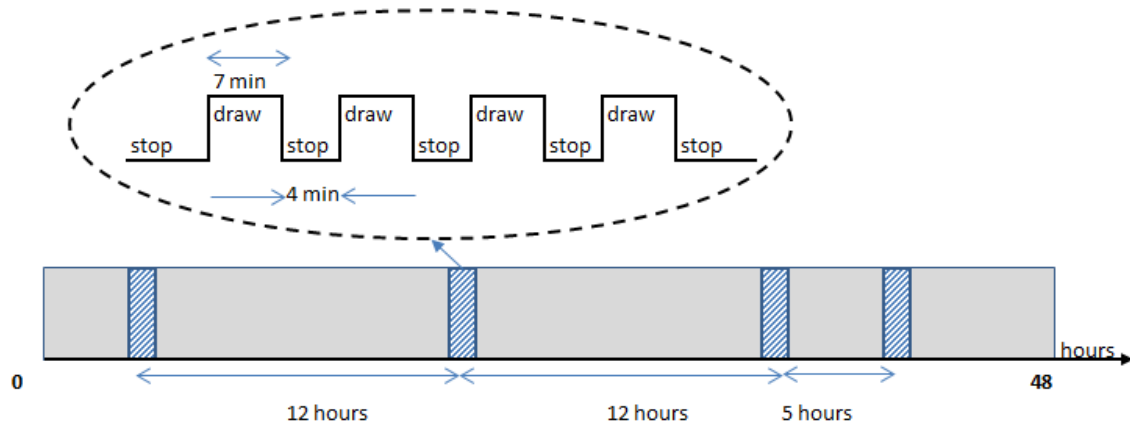 7 min
draw draw draw draw
stop stop stop stop stop
4 min
hours
0 48
12 hours 12 hours 5 hours